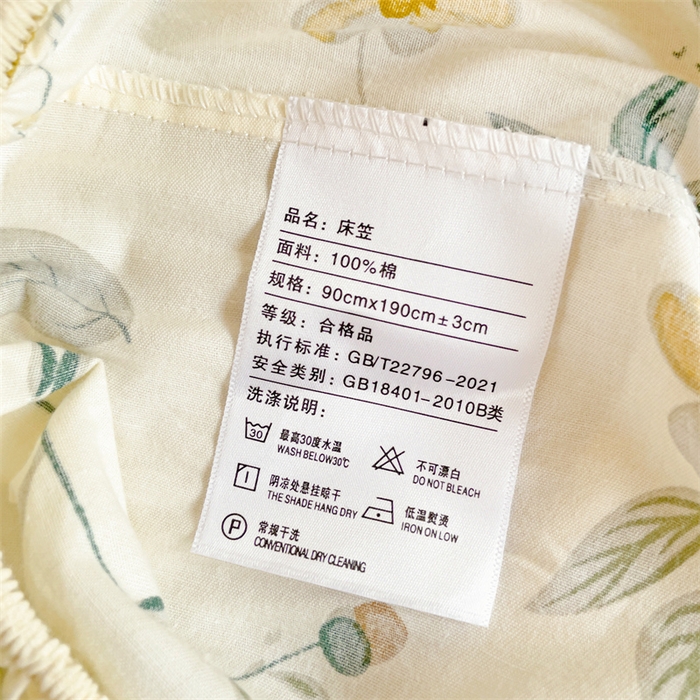 品名：床笠
面料：100%棉
规格：90cmx190cm±3cm
等级：合格品
执行标准：GB/T22796-2021
安全类别：GB18401-2010B类
洗涤说明：
30 最高30度水温 不可漂白
WASH BELOW30℃ DO NOT BLEACH
阴凉处悬挂晾干 低温熨烫
THE SHADE HANG DRY IRON ON LOW
P 常规干洗
CONVENTIONAL DRY CLEANING